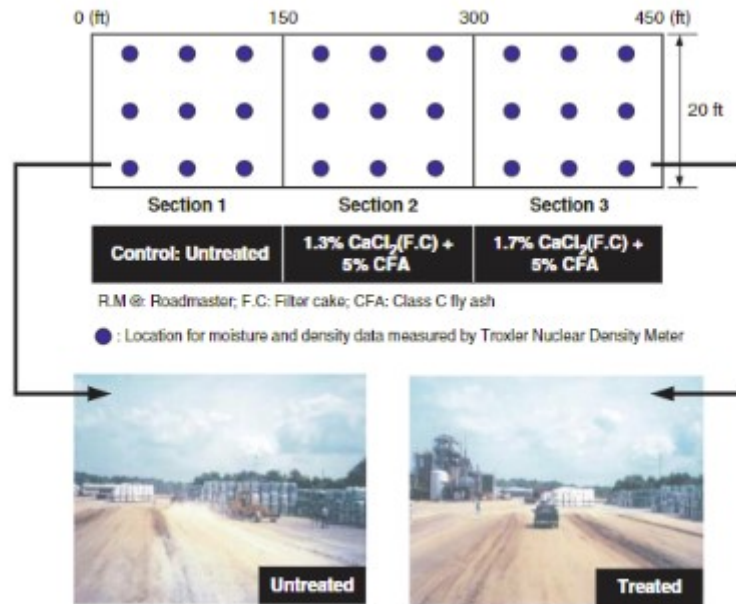 0 (ft) 150 300 450 (ft)
20 ft
Section 1 Section 2 Section 3
Control: Untreated
1.3% CaCl₂(F.C) +
5% CFA
1.7% CaCl₂(F.C) +
5% CFA
R.M ®: Roadmaster; F.C: Filter cake; CFA: Class C fly ash
: Location for moisture and density data measured by Troxler Nuclear Density Meter
Untreated
Treated